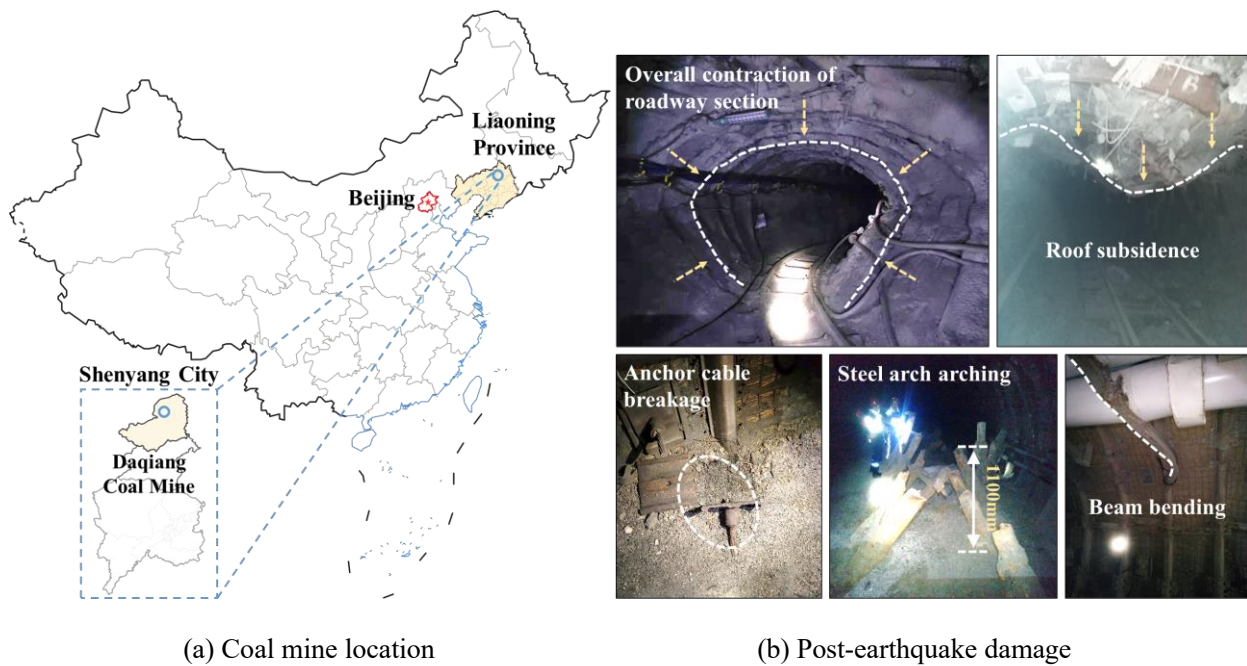 Liaoning
Province
Beijing
Shenyang City
Daqiang
Coal Mine
Overall contraction of
roadway section
Roof subsidence
Anchor cable
breakage
Steel arch arching
1100mm
Beam bending
(a) Coal mine location
(b) Post-earthquake damage